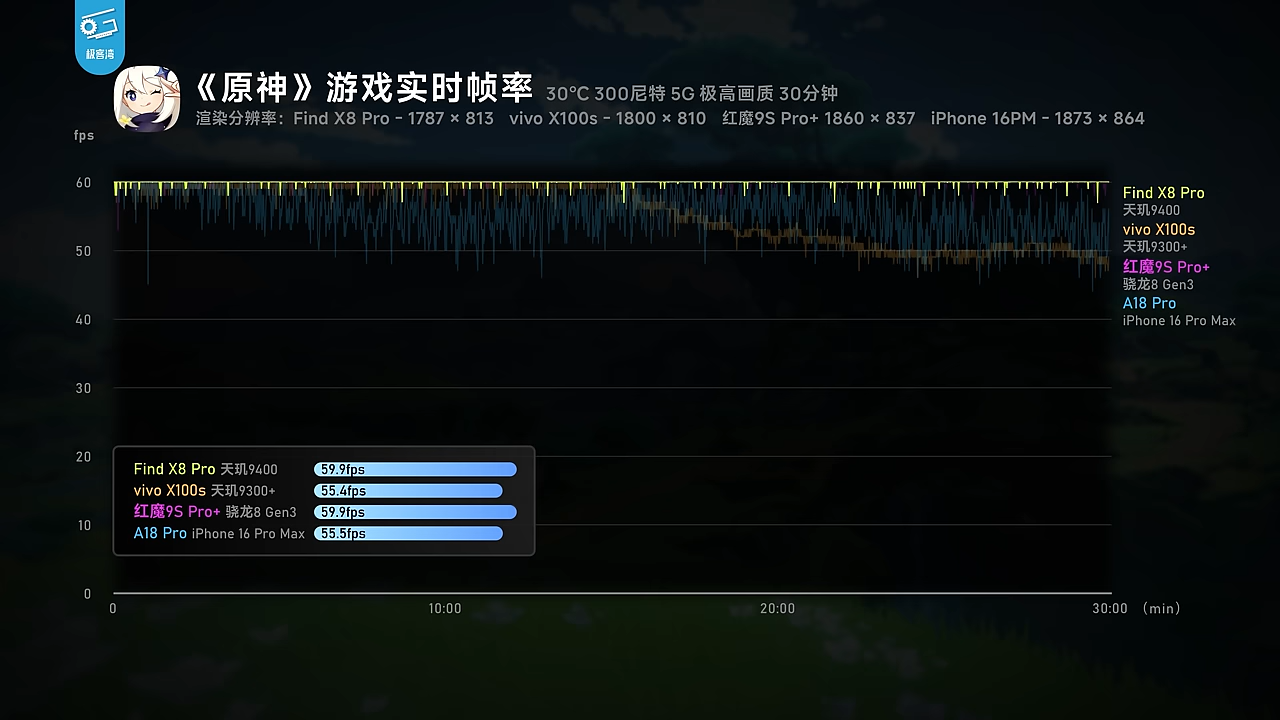 极客湾
《原神》游戏实时帧率 30°C 300尼特 5G 极高画质 30分钟
渲染分辨率：Find X8 Pro - 1787 × 813 vivo X100s - 1800 × 810 红魔9S Pro+ 1860 × 837 iPhone 16PM - 1873 × 864
fps
60
50
40
30
20
10
0
Find X8 Pro
天玑9400
vivo X100s
天玑9300+
红魔9S Pro+
骁龙8 Gen3
A18 Pro
iPhone 16 Pro Max
Find X8 Pro 天玑9400 59.9fps
vivo X100s 天玑9300+ 55.4fps
红魔9S Pro+ 骁龙8 Gen3 59.9fps
A18 Pro iPhone 16 Pro Max 55.5fps
0 10:00 20:00 30:00 （min）